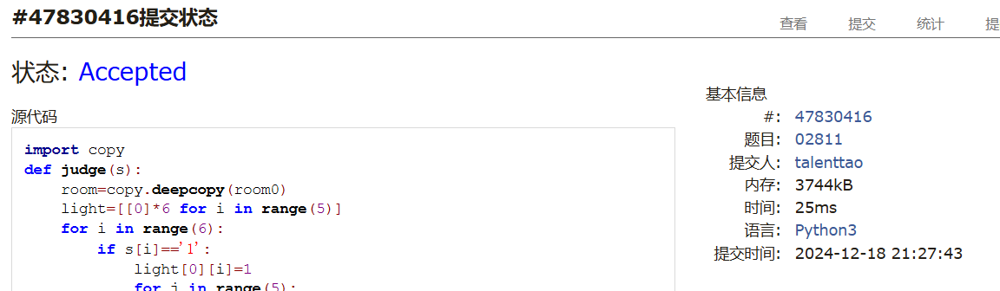 #47830416提交状态
查看 提交 统计 提
状态: Accepted
源代码
import copy
def judge(s):
    room=copy.deepcopy(room0)
    light=[[0]*6 for i in range(5)]
    for i in range(6):
        if s[i]=='1':
            light[0][i]=1
            for j in range(5):
基本信息
#: 47830416
题目: 02811
提交人: talenttao
内存: 3744kB
时间: 25ms
语言: Python3
提交时间: 2024-12-18 21:27:43